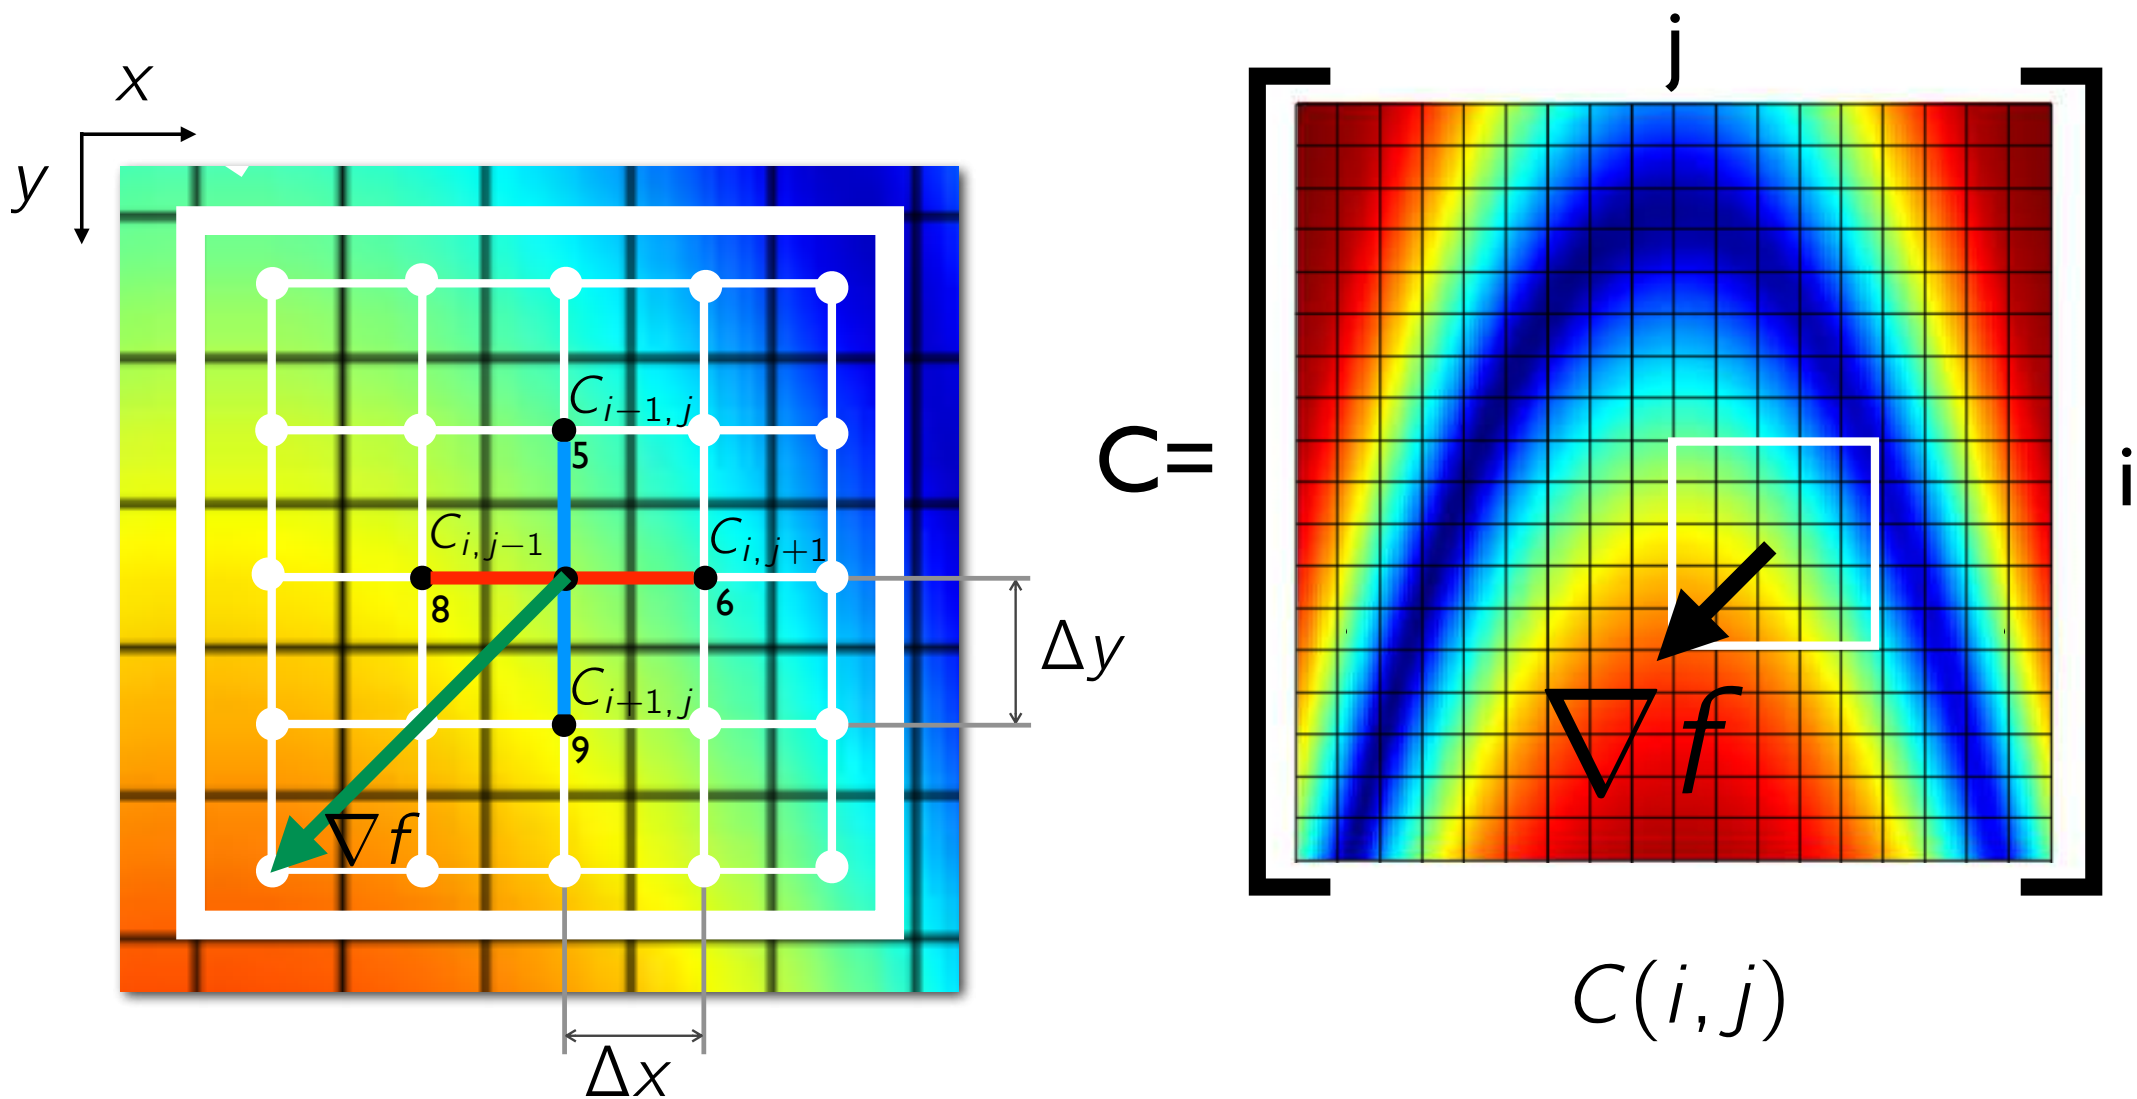 x
y
C_{i-1,j}
5
C_{i,j-1}
8
C_{i,j+1}
6
C_{i+1,j}
9
∇f
Δy
Δx
C=
j
i
∇f
C(i,j)